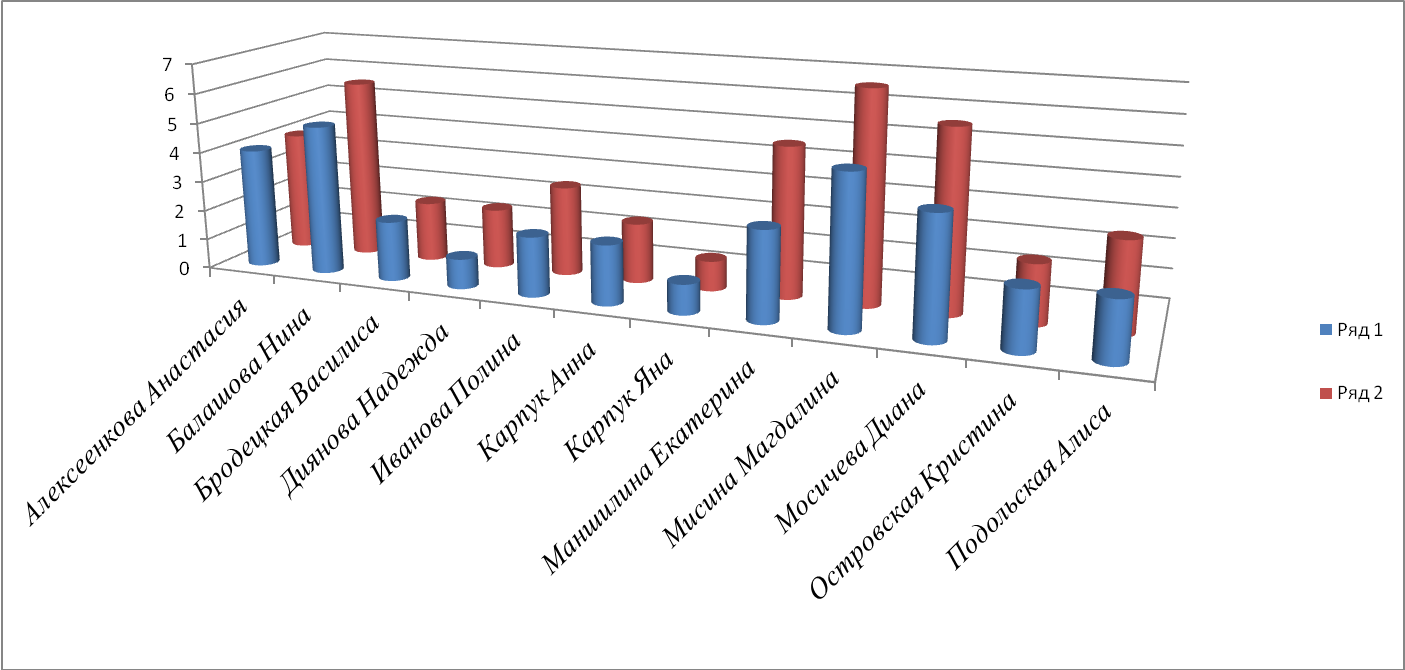 7
6
5
4
3
2
1
0
Алексеенкова Анастасия
Балашова Нина
Бродецкая Василиса
Диянова Надежда
Иванова Полина
Карпук Анна
Карпук Яна
Маншилина Екатерина
Мисина Магдалина
Мосичева Диана
Островская Кристина
Подольская Алиса
Ряд 1
Ряд 2